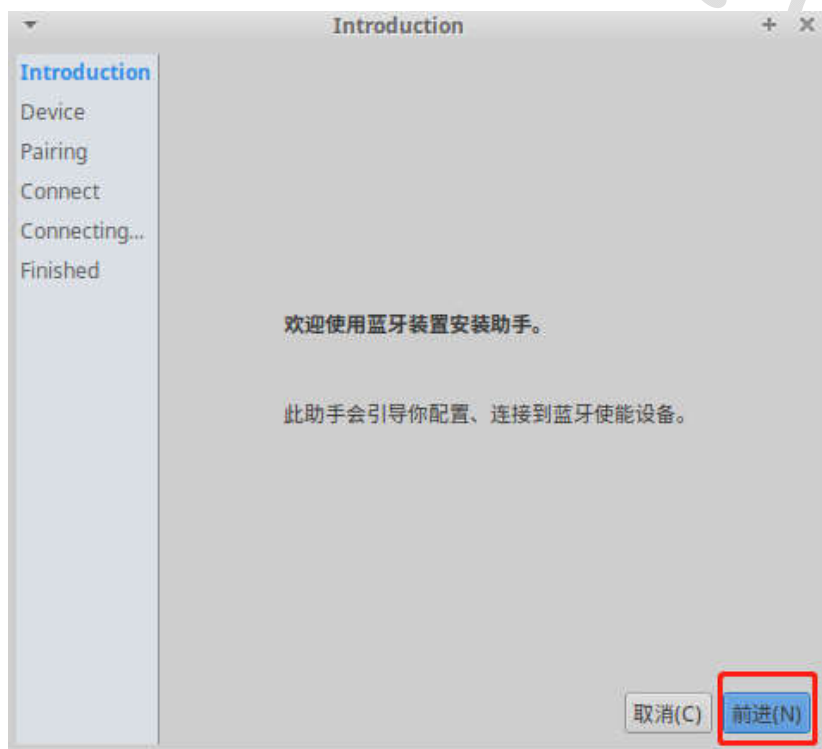 Introduction
Introduction
Device
Pairing
Connect
Connecting...
Finished
欢迎使用蓝牙装置安装助手。
此助手会引导你配置、连接到蓝牙使能设备。
取消(C) 前进(N)